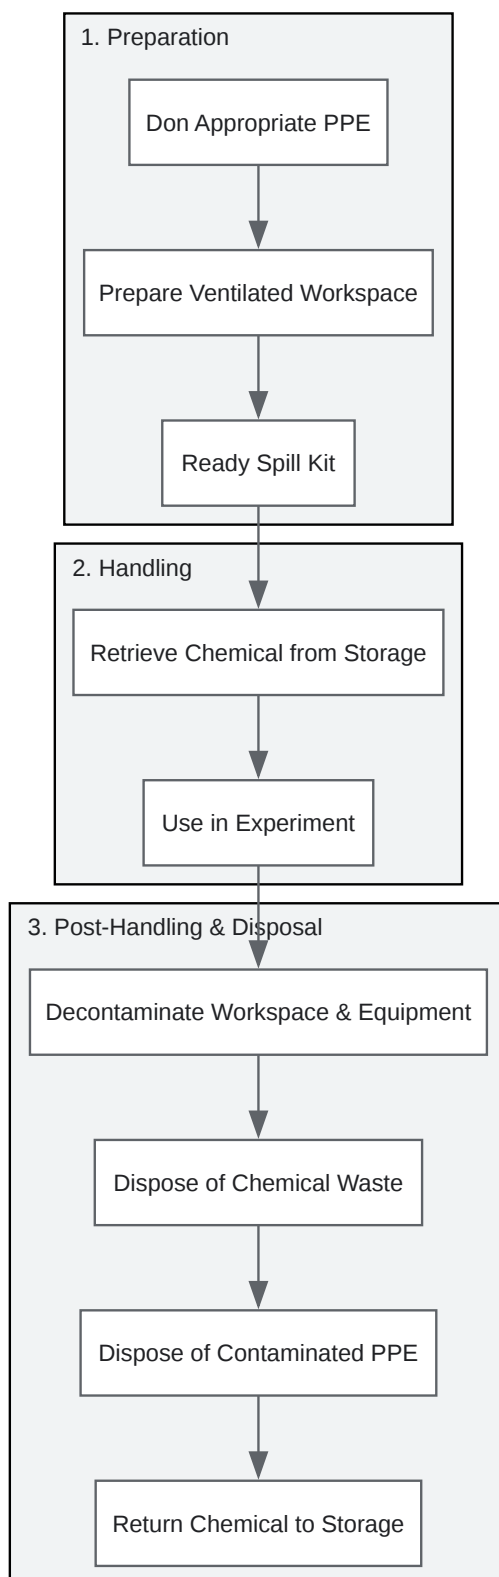 1. Preparation
Don Appropriate PPE
Prepare Ventilated Workspace
Ready Spill Kit
2. Handling
Retrieve Chemical from Storage
Use in Experiment
3. Post-Handling & Disposal
Decontaminate Workspace & Equipment
Dispose of Chemical Waste
Dispose of Contaminated PPE
Return Chemical to Storage